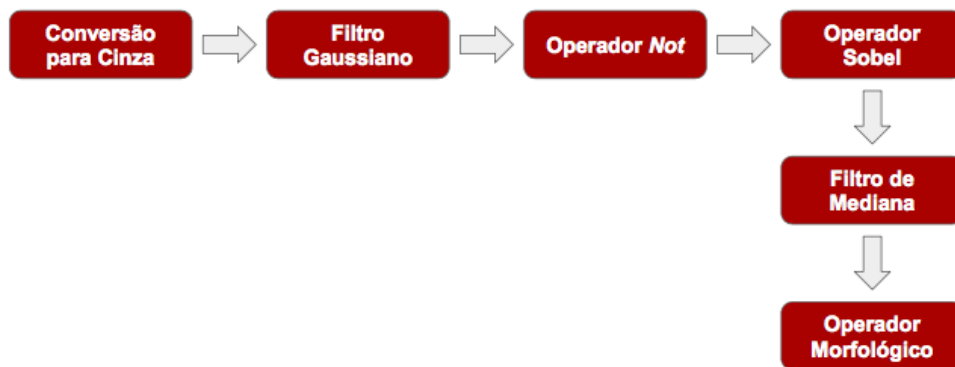 Conversão
para Cinza
Filtro
Gaussiano
Operador Not
Operador
Sobel
Filtro de
Mediana
Operador
Morfológico